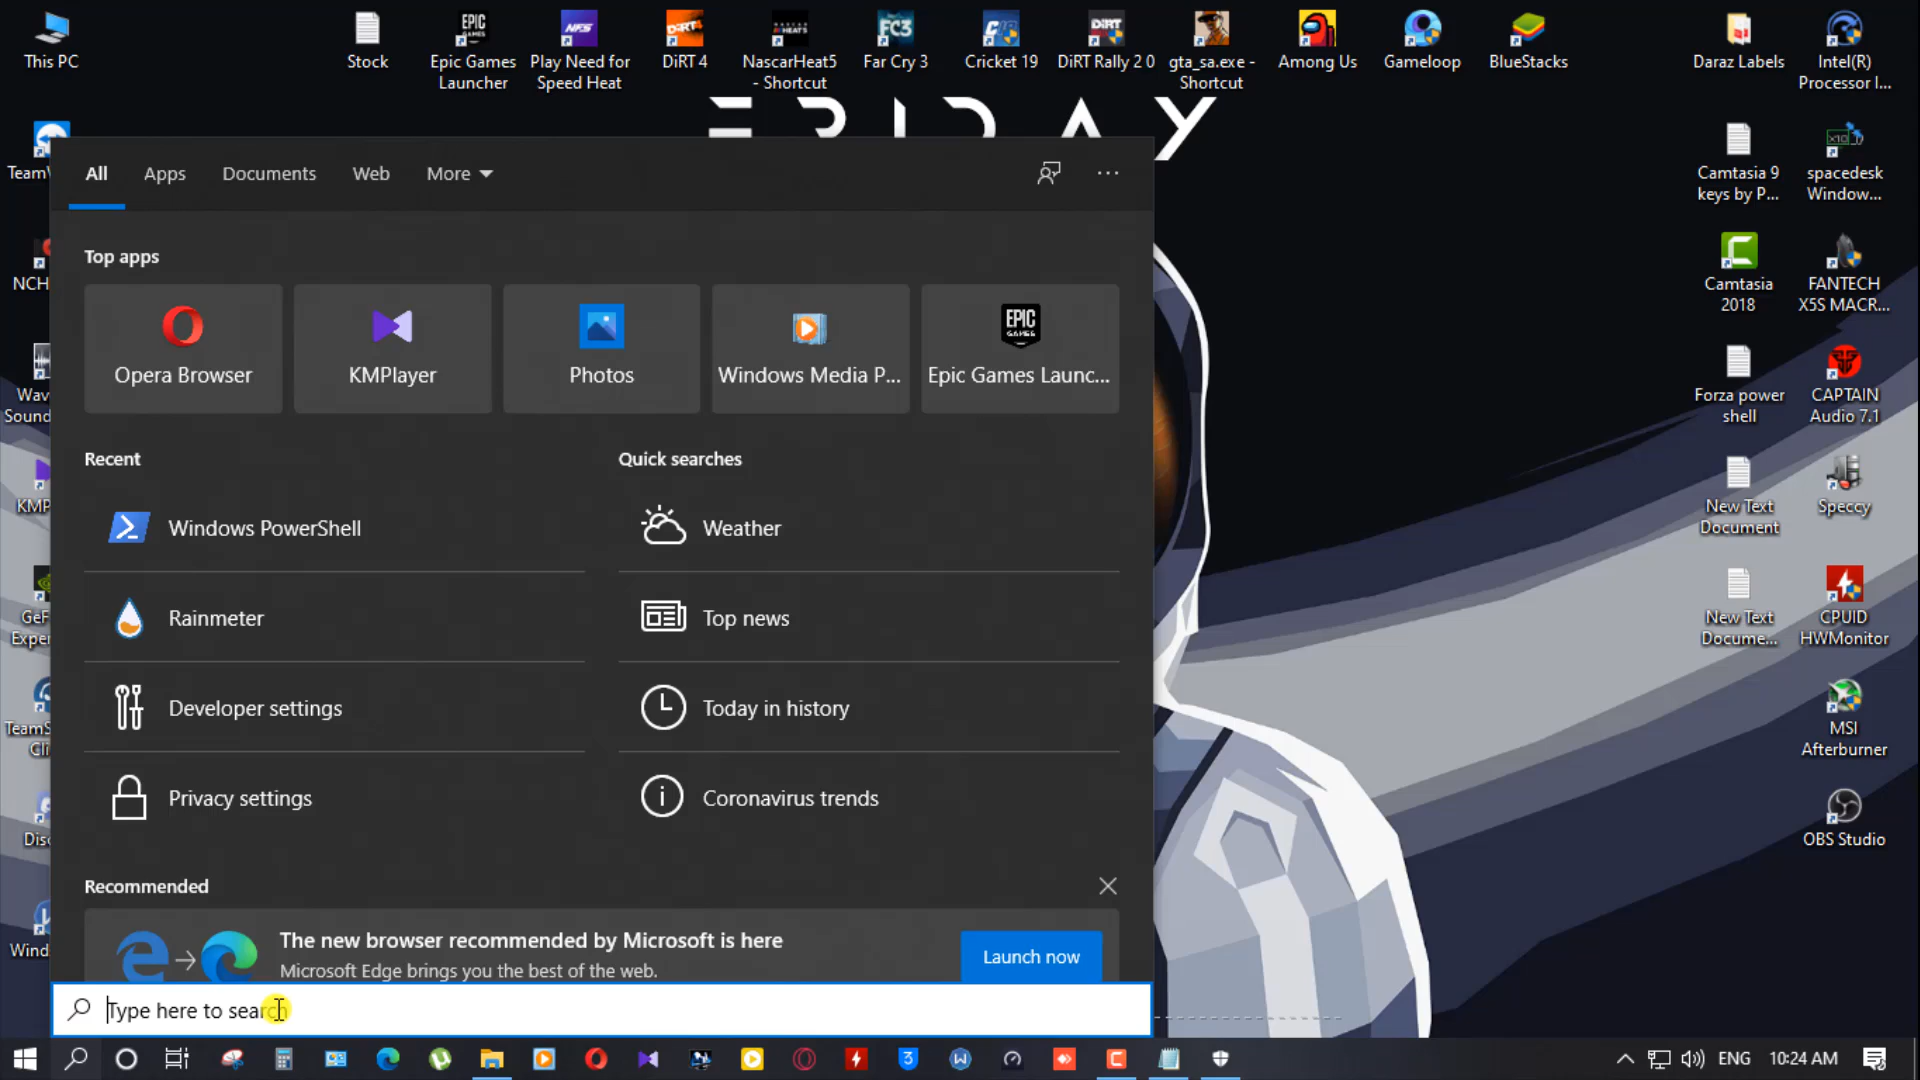 This PC
Stock
Epic Games
Launcher
Play Need for
Speed Heat
DiRT 4
NascarHeat5
- Shortcut
Far Cry 3
Cricket 19
DiRT Rally 2 0
gta_sa.exe -
Shortcut
Among Us
Gameloop
BlueStacks
Daraz Labels
Intel(R)
Processor I...
All
Apps
Documents
Web
More
Top apps
Opera Browser
KMPlayer
Photos
Windows Media P...
Epic Games Launc...
Recent
Windows PowerShell
Rainmeter
Developer settings
Privacy settings
Quick searches
Weather
Top news
Today in history
Coronavirus trends
Recommended
The new browser recommended by Microsoft is here
Microsoft Edge brings you the best of the web.
Launch now
Type here to search
Camtasia 9
keys by P...
spacedesk
Window...
Camtasia
2018
FANTECH
X5S MACR...
Forza power
shell
CAPTAIN
Audio 7.1
New Text
Document
Speccy
New Text
Docume...
CPUID
HWMonitor
MSI
Afterburner
OBS Studio
ENG
10:24 AM